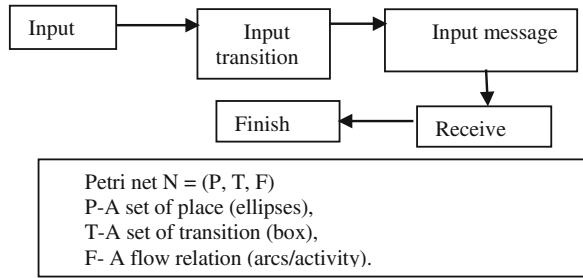 Input
Input
transition
Input message
Receive
Finish
Petri net N = (P, T, F)
P-A set of place (ellipses),
T-A set of transition (box),
F- A flow relation (arcs/activity).